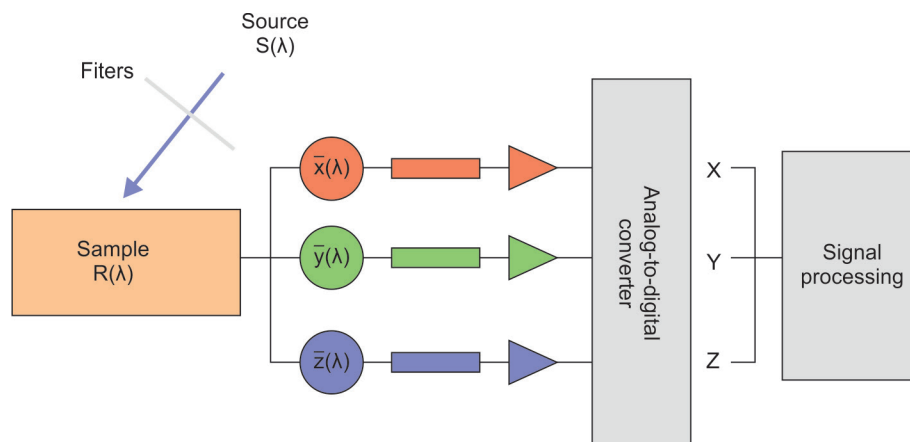 Source
S(λ)
Fiters
Sample
R(λ)
x̅(λ)
y̅(λ)
z̅(λ)
Analog-to-digital
converter
X
Y
Z
Signal
processing